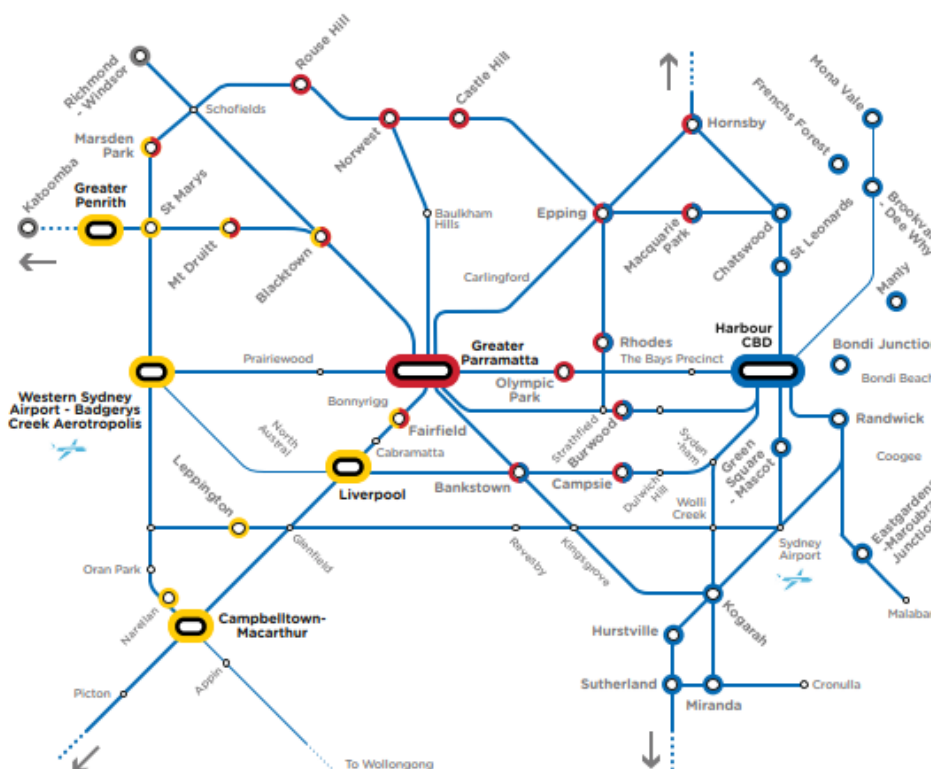 Richmond
- Windsor
Rouse Hill
Castle Hill
Mona Vale
Schofields
Hornsby
Frenchs Forest
Marsden
Park
Norwest
Katoomba
Greater
Penrith
St Marys
Baulkham
Hills
Epping
Macquarie
Park
Chatswood
St Leonards
Brookvale
- Dee Why
Mt Druitt
Blacktown
Carlingford
Manly
Greater
Parramatta
Rhodes
Harbour
CBD
Bondi Junction
Prairiewood
The Bays Precinct
Olympic
Park
Bondi Beach
Western Sydney
Airport - Badgerys
Creek Aerotropolis
Bonnyrigg
Fairfield
Cabramatta
North
Austral
Strathfield
Burwood
Syden
-ham
Green
Square
- Mascot
Randwick
Coogee
Leppington
Liverpool
Bankstown
Campsie
Dulwich
Hill
Wolli
Creek
Eastgardens
-Maroubra
Junction
Glenfield
Revesby
Kingsgrove
Sydney
Airport
Oran Park
Narellan
Campbelltown-
Macarthur
Kogarah
Malabar
Hurstville
Picton
Appin
Sutherland
Miranda
Cronulla
To Wollongong